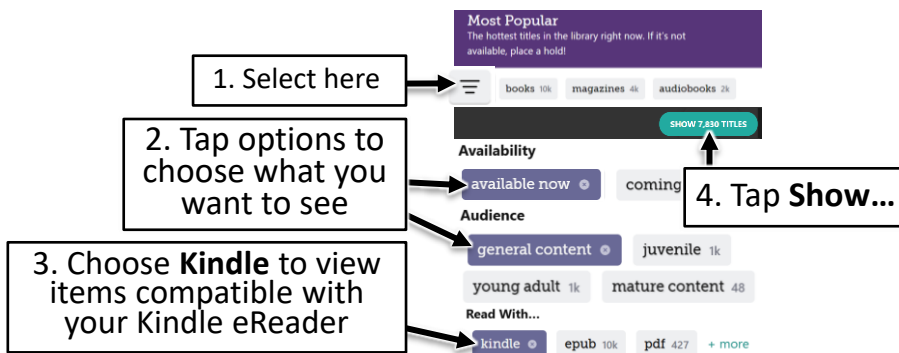 Most Popular
The hottest titles in the library right now. If it's not
available, place a hold!
1. Select here
books 10k magazines 4k audiobooks 2k
SHOW 7,830 TITLES
2. Tap options to
choose what you
want to see
Availability
available now
coming
4. Tap Show...
Audience
general content juvenile 1k
young adult 1k mature content 48
3. Choose Kindle to view
items compatible with
your Kindle eReader
Read With...
kindle epub 10k pdf 427 + more